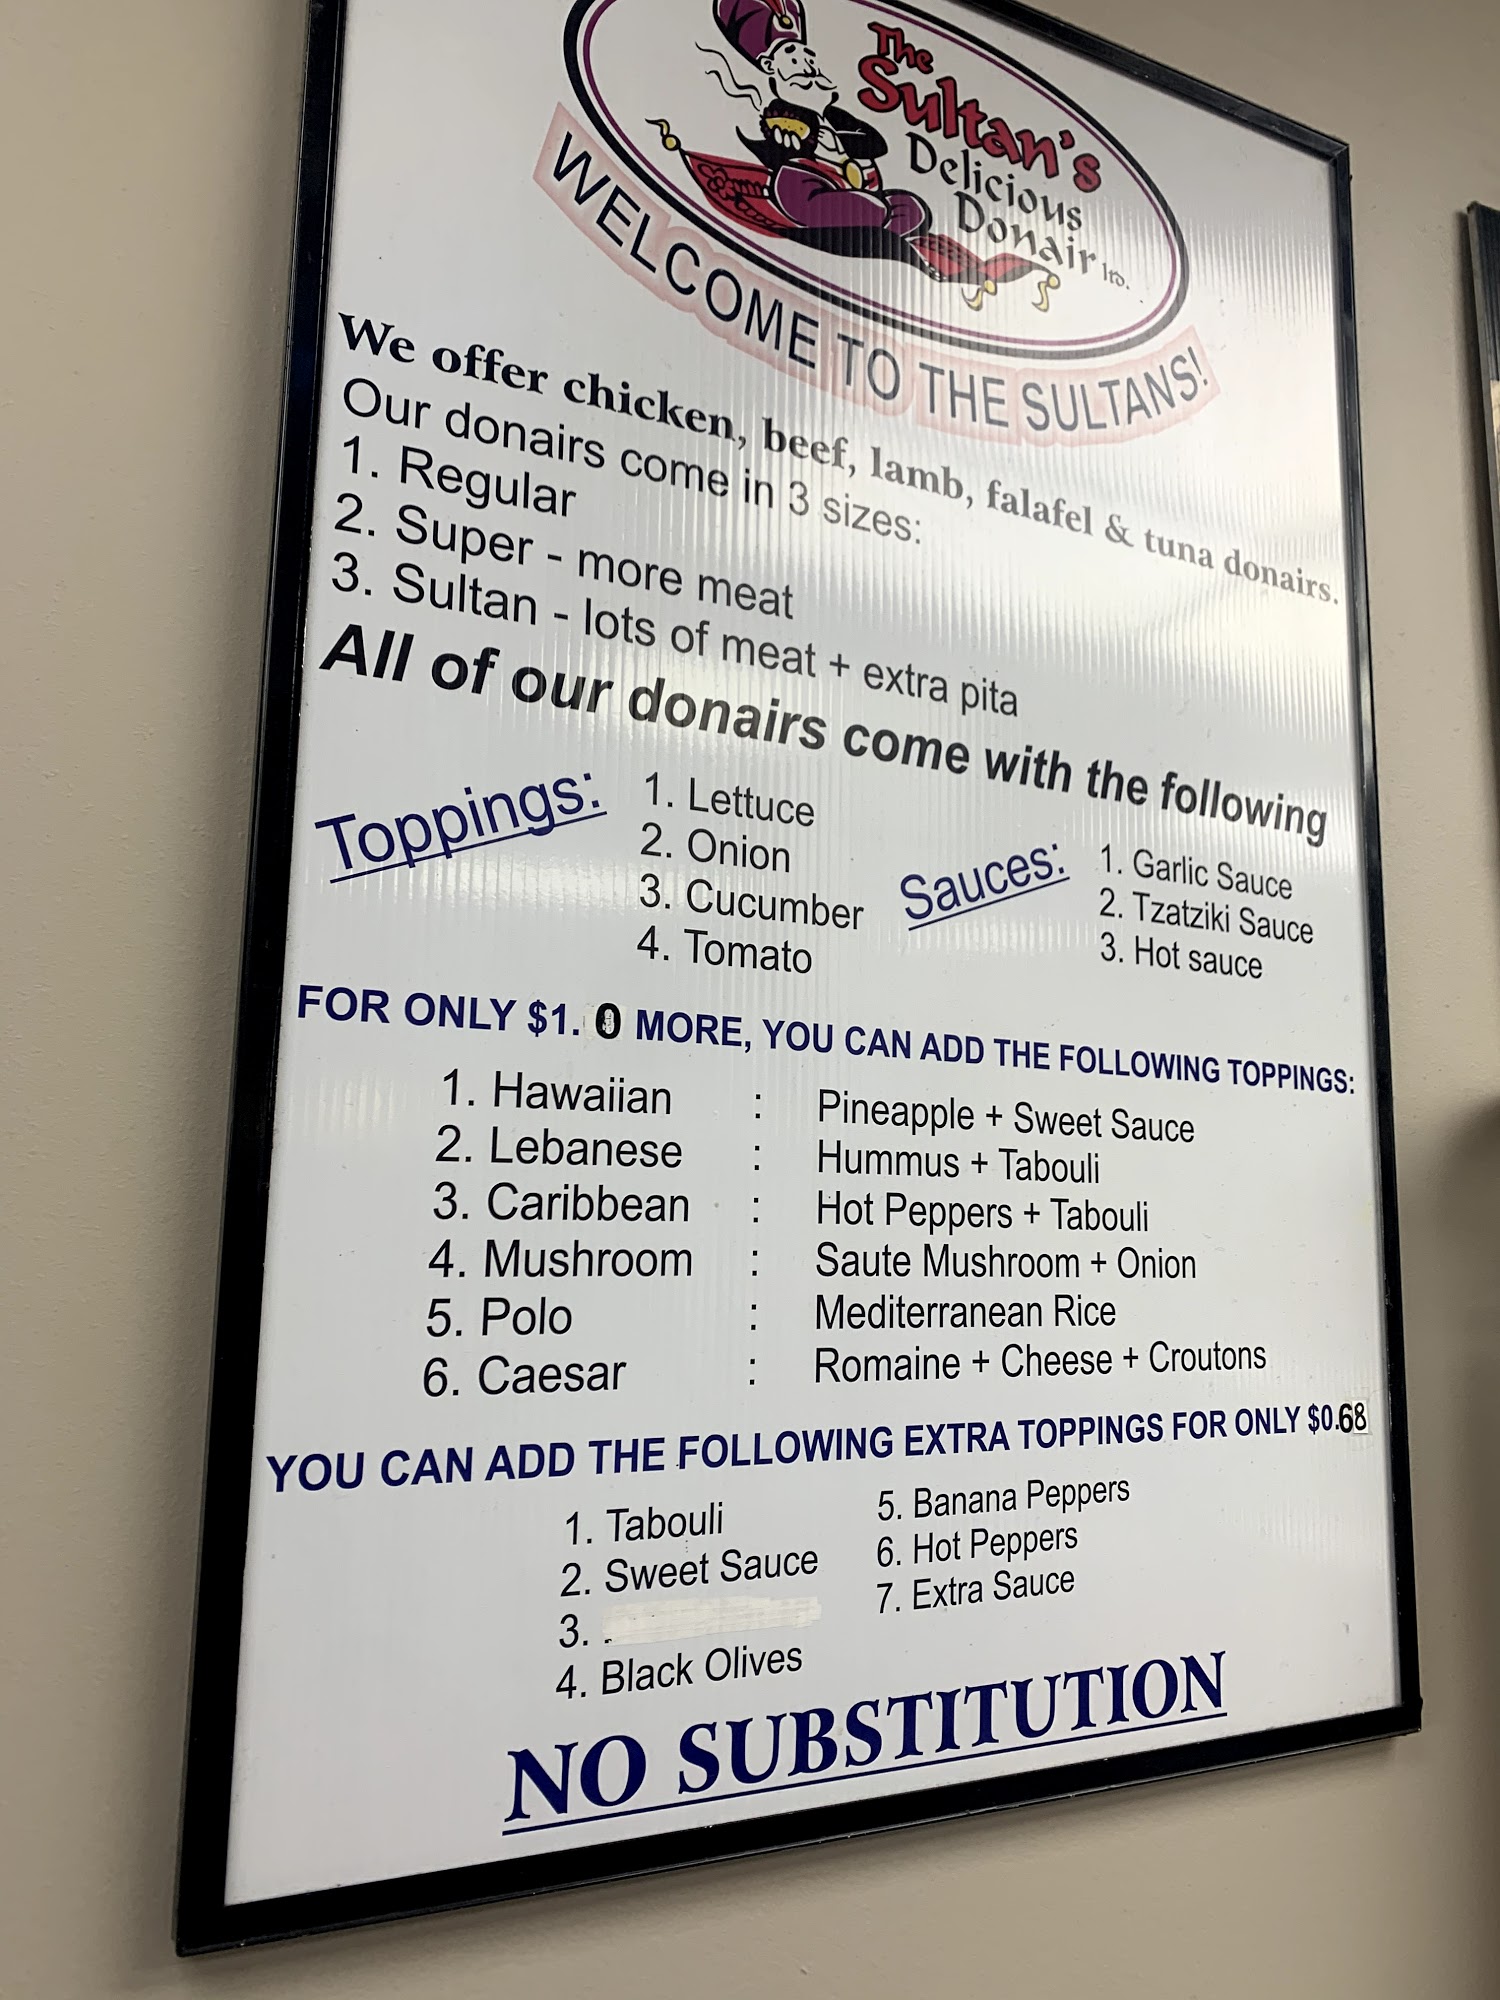 The
Sultan's
Delicious
Donair ltd.
WELCOME TO THE SULTANS!
We offer chicken, beef, lamb, falafel & tuna donairs.
Our donairs come in 3 sizes:
1. Regular
2. Super - more meat
3. Sultan - lots of meat + extra pita
All of our donairs come with the following
Toppings:
1. Lettuce
2. Onion
3. Cucumber
4. Tomato
Sauces:
1. Garlic Sauce
2. Tzatziki Sauce
3. Hot sauce
FOR ONLY $1. 0 MORE, YOU CAN ADD THE FOLLOWING TOPPINGS:
1. Hawaiian : Pineapple + Sweet Sauce
2. Lebanese : Hummus + Tabouli
3. Caribbean : Hot Peppers + Tabouli
4. Mushroom : Saute Mushroom + Onion
5. Polo : Mediterranean Rice
6. Caesar : Romaine + Cheese + Croutons
YOU CAN ADD THE FOLLOWING EXTRA TOPPINGS FOR ONLY $0.68
1. Tabouli
2. Sweet Sauce
3.
4. Black Olives
5. Banana Peppers
6. Hot Peppers
7. Extra Sauce
NO SUBSTITUTION